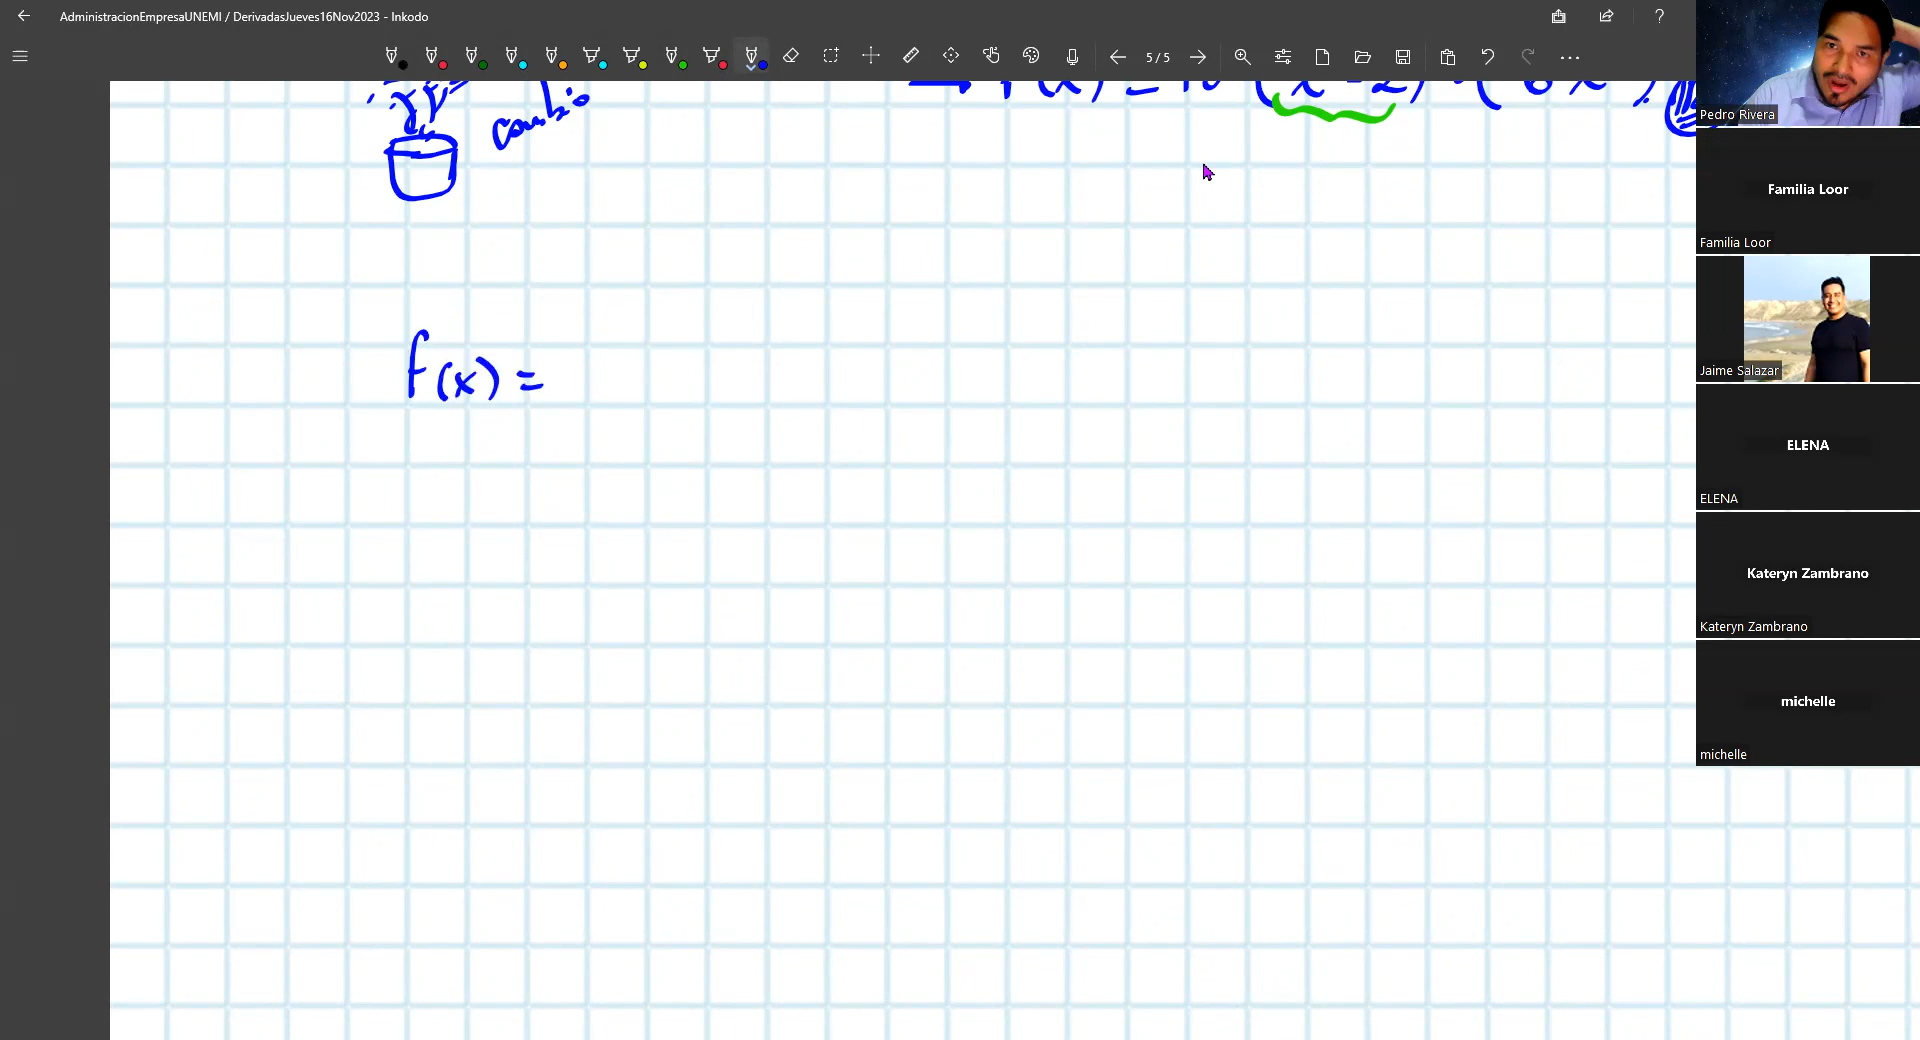 AdministracionEmpresaUNEMI / DerivadasJueves16Nov2023 - Inkodo
5/5
Pedro Rivera
cambio
f(x) =
Familia Loor
Familia Loor
Jaime Salazar
ELENA
ELENA
Kateryn Zambrano
Kateryn Zambrano
michelle
michelle